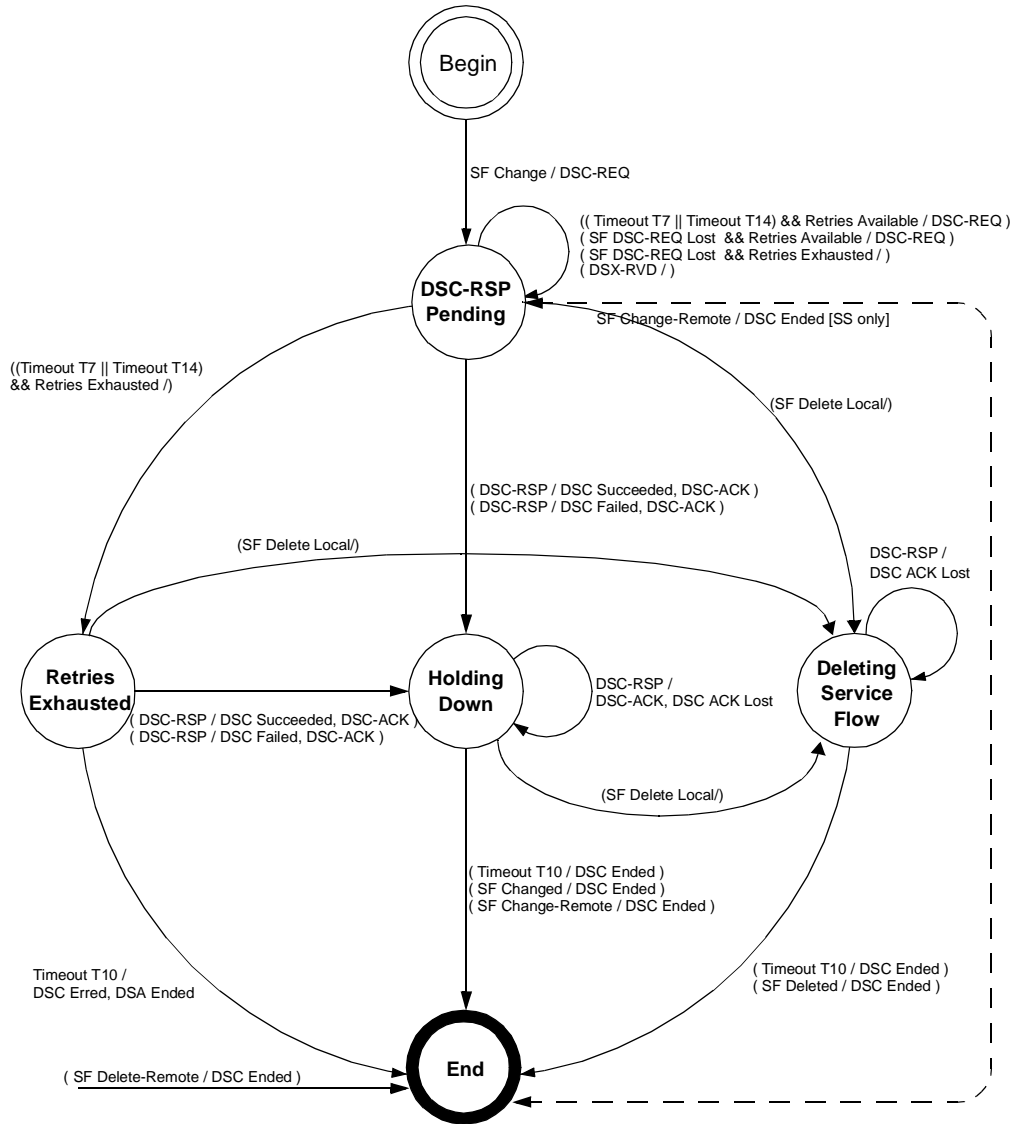 Begin
SF Change / DSC-REQ
(( Timeout T7 || Timeout T14) && Retries Available / DSC-REQ )
( SF DSC-REQ Lost && Retries Available / DSC-REQ )
( SF DSC-REQ Lost && Retries Exhausted / )
( DSX-RVD / )
DSC-RSP
Pending
SF Change-Remote / DSC Ended [SS only]
((Timeout T7 || Timeout T14)
&& Retries Exhausted /)
(SF Delete Local/)
( DSC-RSP / DSC Succeeded, DSC-ACK )
( DSC-RSP / DSC Failed, DSC-ACK )
(SF Delete Local/)
DSC-RSP /
DSC ACK Lost
Retries
Exhausted
Holding
Down
DSC-RSP /
DSC-ACK, DSC ACK Lost
Deleting
Service
Flow
( DSC-RSP / DSC Succeeded, DSC-ACK )
( DSC-RSP / DSC Failed, DSC-ACK )
(SF Delete Local/)
( Timeout T10 / DSC Ended )
( SF Changed / DSC Ended )
( SF Change-Remote / DSC Ended )
Timeout T10 /
DSC Erred, DSA Ended
( Timeout T10 / DSC Ended )
( SF Deleted / DSC Ended )
( SF Delete-Remote / DSC Ended )
End